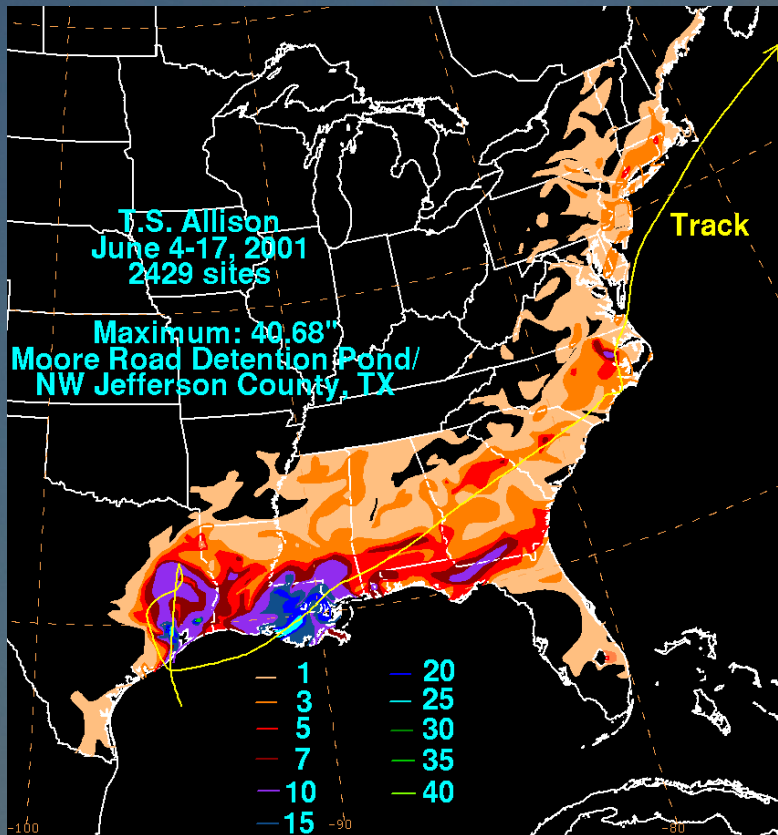 T.S. Allison
June 4-17, 2001
2429 sites
Track
Maximum: 40.68"
Moore Road Detention Pond/
NW Jefferson County, TX
1
3
5
7
10
15
20
25
30
35
40
-100
-90
-80